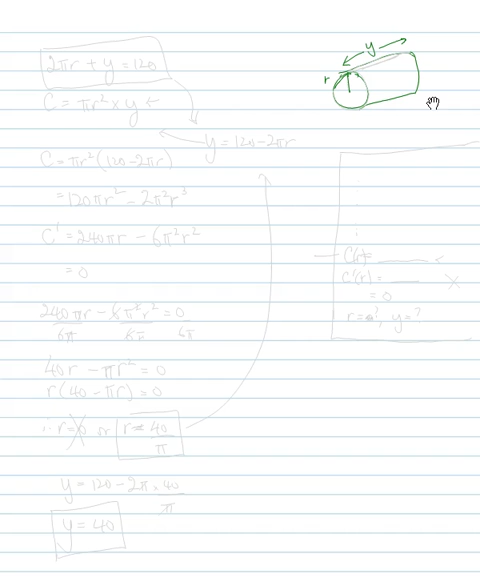 2πr + y = 120
C = πr² × y ←
y = 120 - 2πr
C = πr²(120 - 2πr)
= 120πr² - 2π²r³
C' = 240πr - 6π²r²
= 0
240πr - 6π²r² = 0
6π 6π 6π
40r - πr² = 0
r(40 - πr) = 0
∴ r = 0 or r = 40/π
y = 120 - 2π × 40/π
y = 40
y
r
C(r) =
C'(r) =
= 0
r = ?, y = ?